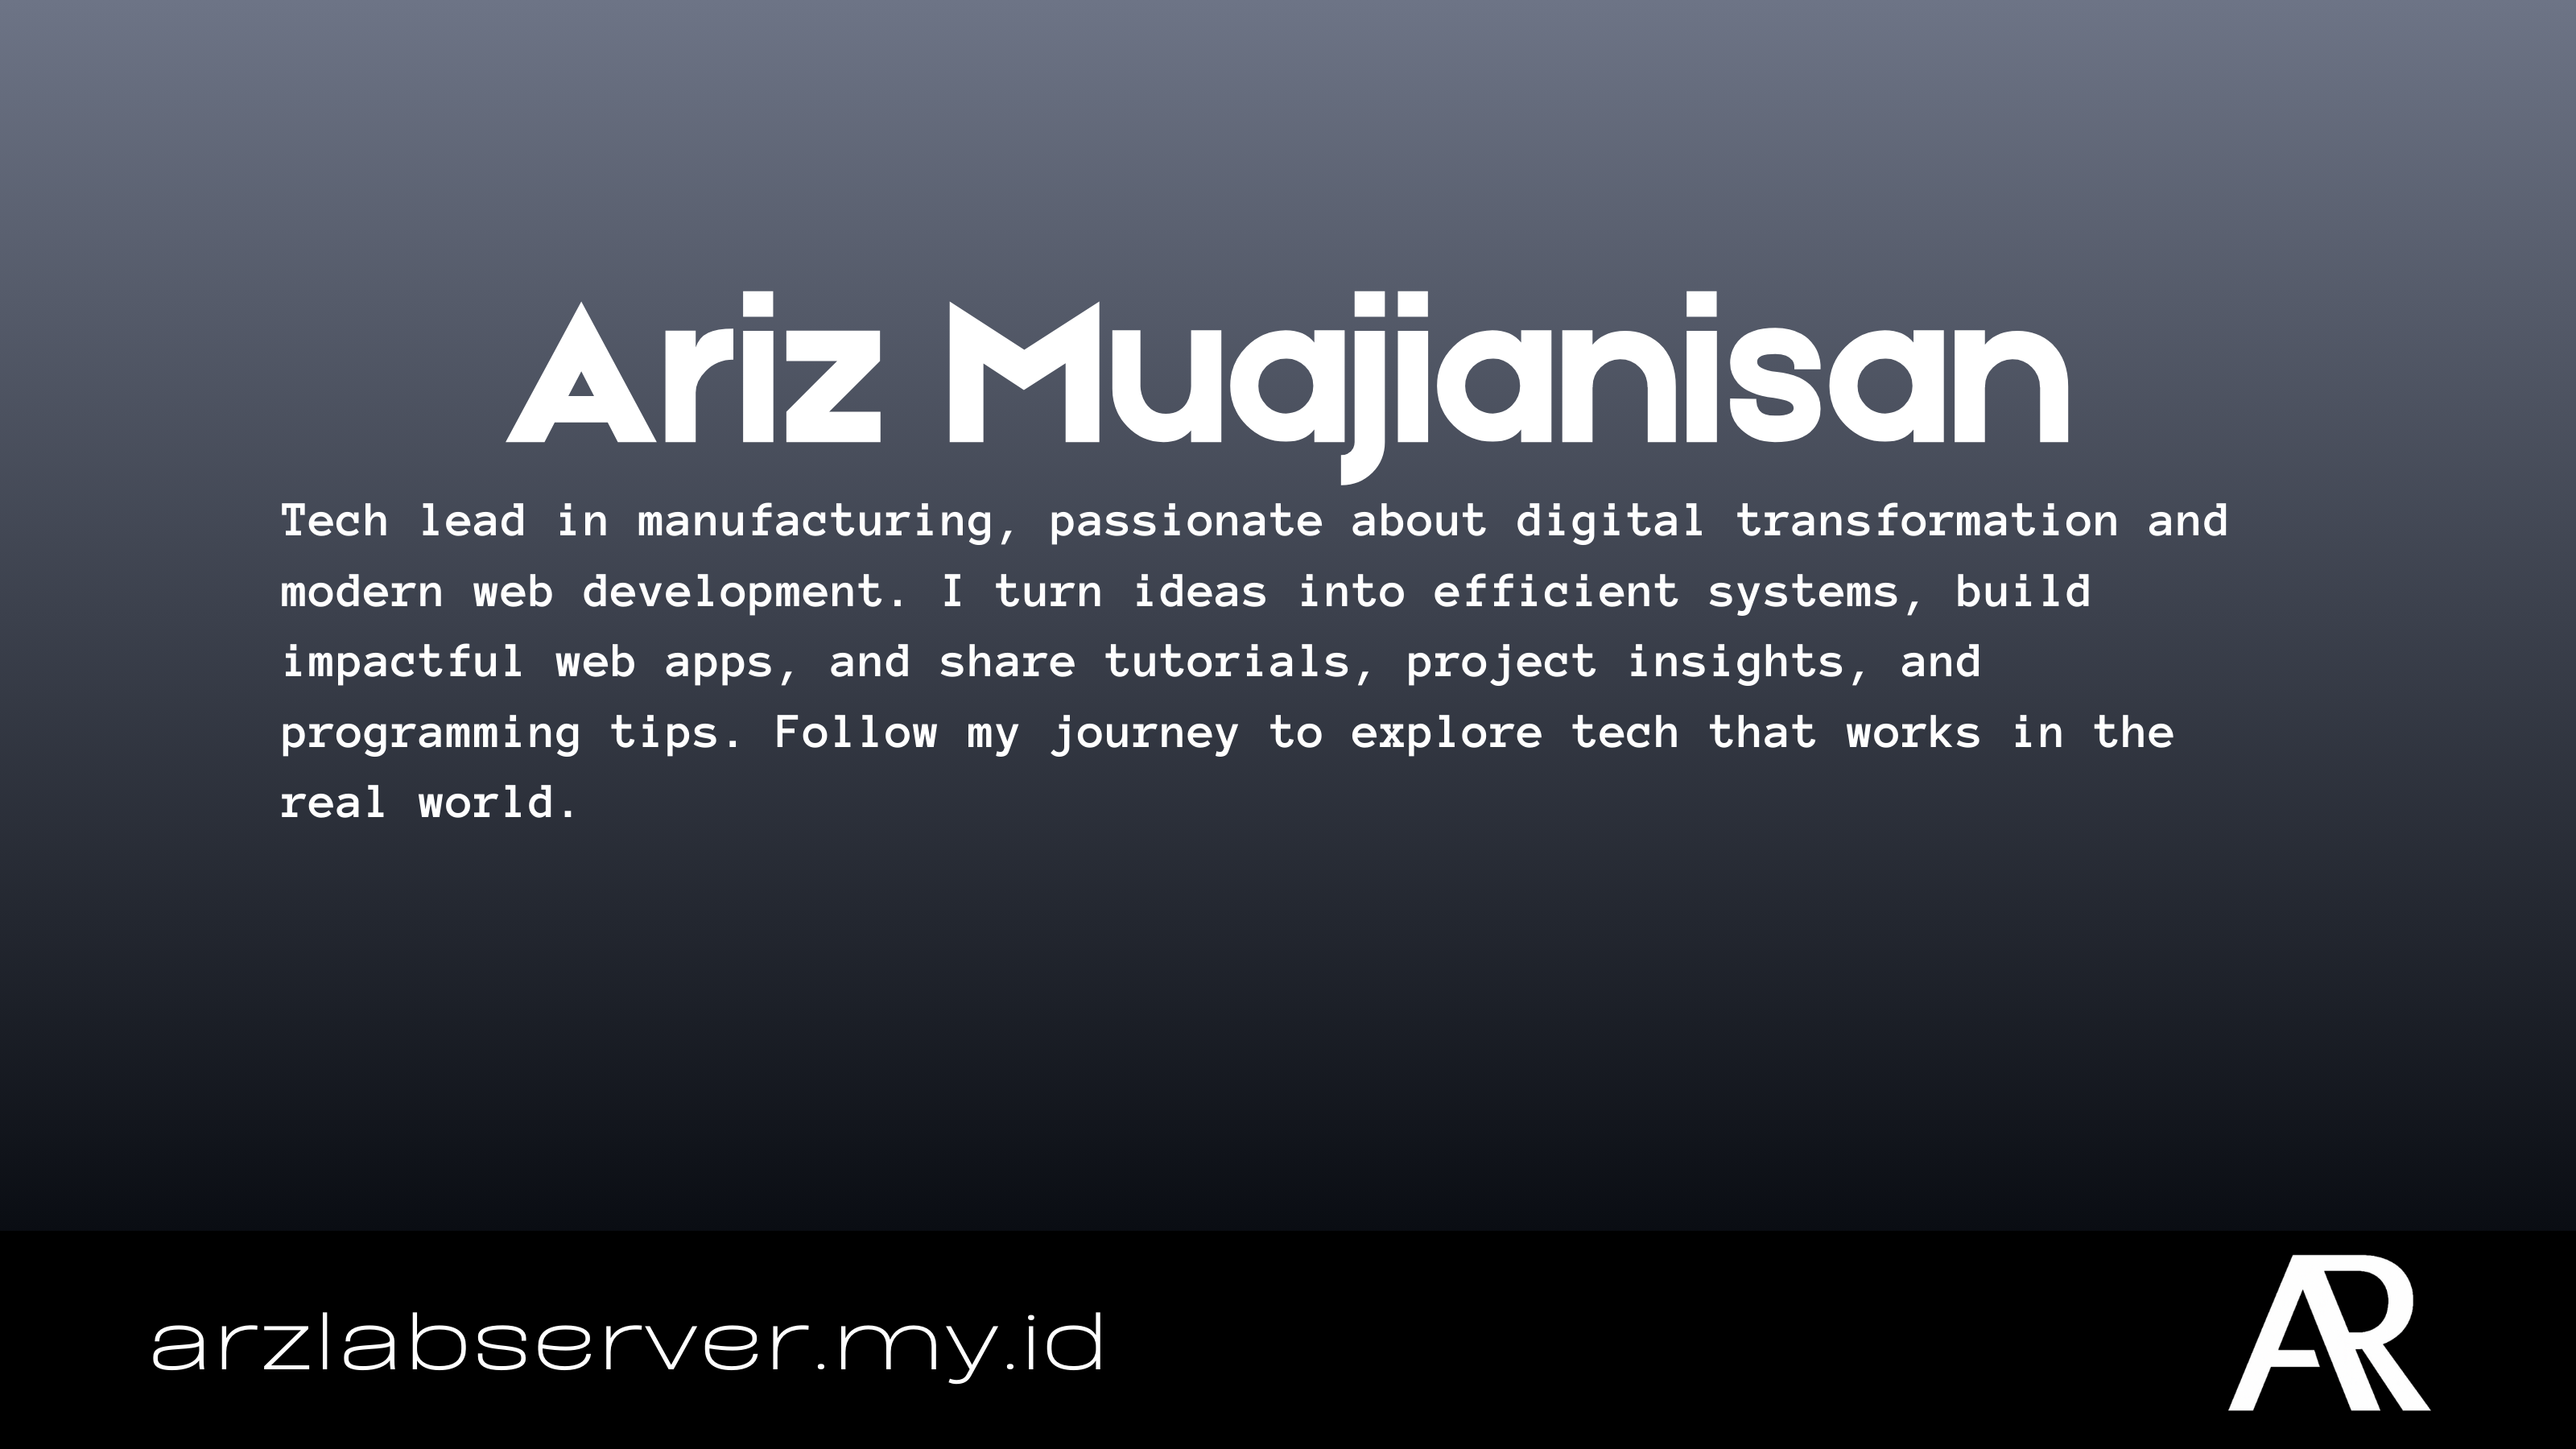 Ariz Muajianisan
Tech lead in manufacturing, passionate about digital transformation and
modern web development. I turn ideas into efficient systems, build
impactful web apps, and share tutorials, project insights, and
programming tips. Follow my journey to explore tech that works in the
real world.
arzlabserver.my.id
AR